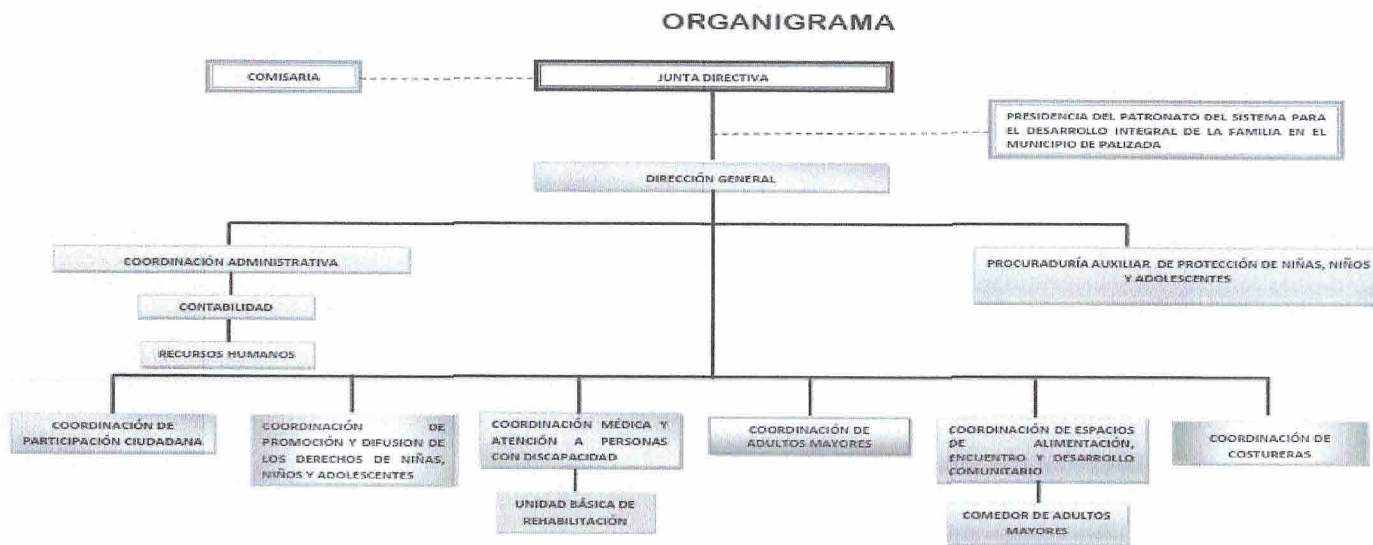 ORGANIGRAMA
COMISARIA
JUNTA DIRECTIVA
PRESIDENCIA DEL PATRONATO DEL SISTEMA PARA
EL DESARROLLO INTEGRAL DE LA FAMILIA EN EL
MUNICIPIO DE PALIZADA
DIRECCIÓN GENERAL
COORDINACIÓN ADMINISTRATIVA
PROCURADURÍA AUXILIAR DE PROTECCIÓN DE NIÑAS, NIÑOS
Y ADOLESCENTES
CONTABILIDAD
RECURSOS HUMANOS
COORDINACIÓN DE
PARTICIPACIÓN CIUDADANA
COORDINACIÓN DE
PROMOCIÓN Y DIFUSION DE
LOS DERECHOS DE NIÑAS,
NIÑOS Y ADOLESCENTES
COORDINACIÓN MÉDICA Y
ATENCIÓN A PERSONAS
CON DISCAPACIDAD
UNIDAD BÁSICA DE
REHABILITACIÓN
COORDINACIÓN DE
ADULTOS MAYORES
COORDINACIÓN DE ESPACIOS
DE ALIMENTACIÓN,
ENCUENTRO Y DESARROLLO
COMUNITARIO
COMEDOR DE ADULTOS
MAYORES
COORDINACIÓN DE
COSTURERAS